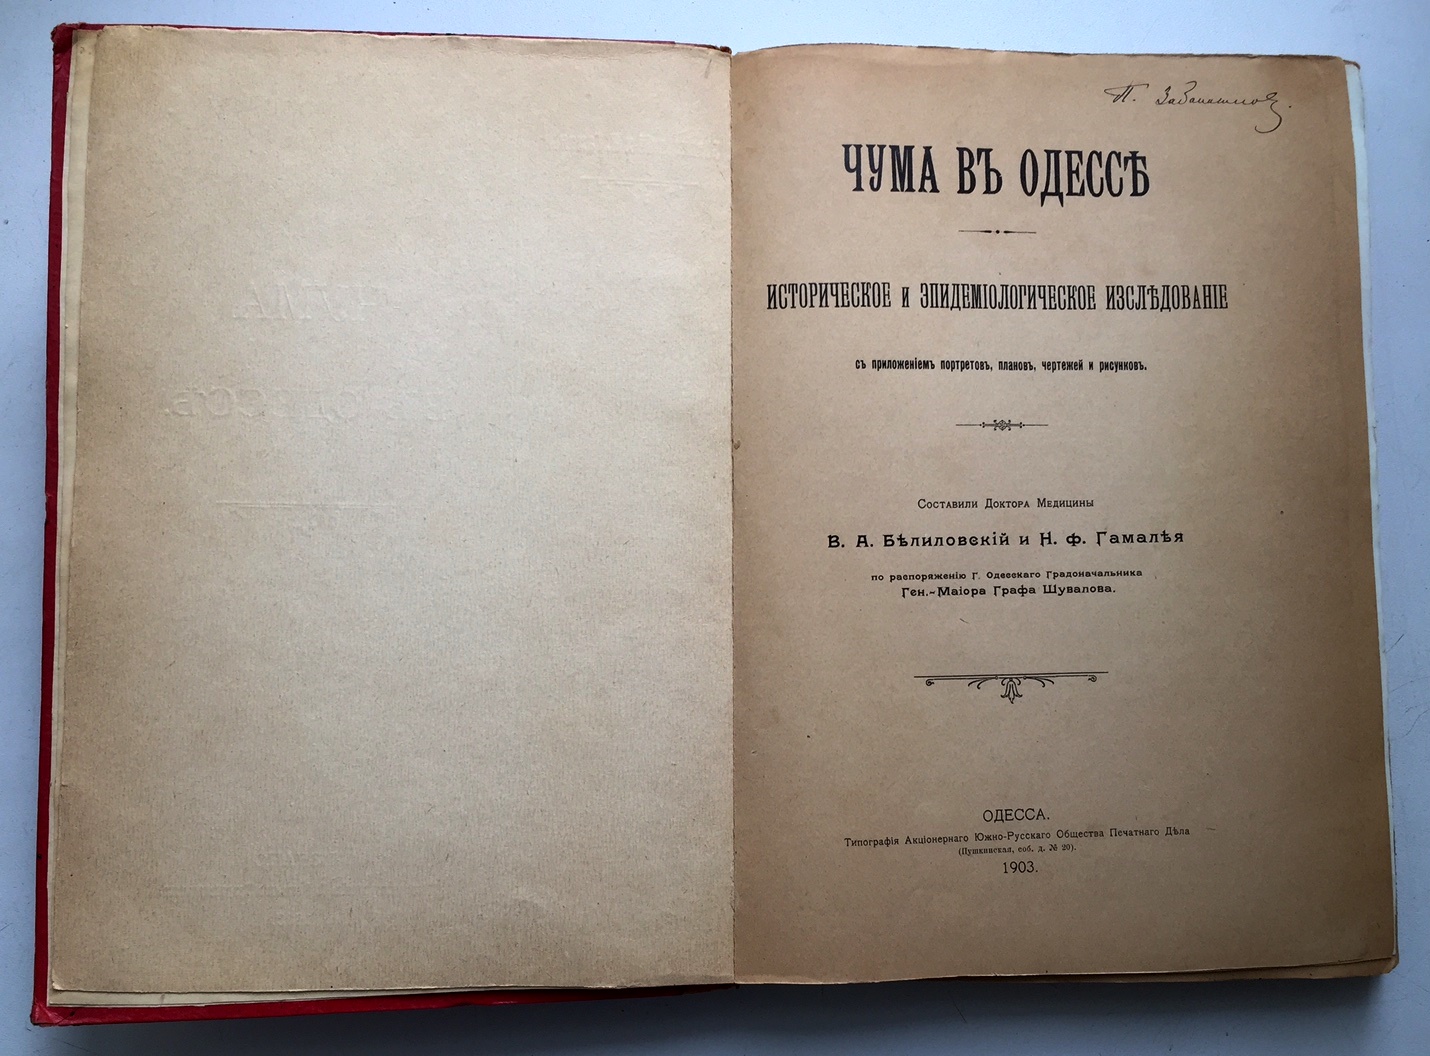 П.
ЧУМА ВЪ ОДЕССѢ
ИСТОРИЧЕСКОЕ И ЭПИДЕМІОЛОГИЧЕСКОЕ ИЗСЛѢДОВАНІЕ
съ приложеніемъ портретовъ, плановъ, чертежей и рисунковъ.
Составили Доктора Медицины
В. А. Бѣлиловскій и Н. Ф. Гамалѣя
по распоряженію Г. Одесскаго Градоначальника
Ген.-Маіора Графа Шувалова.
ОДЕССА.
Типографія Акціонернаго Южно-Русскаго Общества Печатнаго Дѣла
(Пушкинская, соб. д. № 20).
1903.